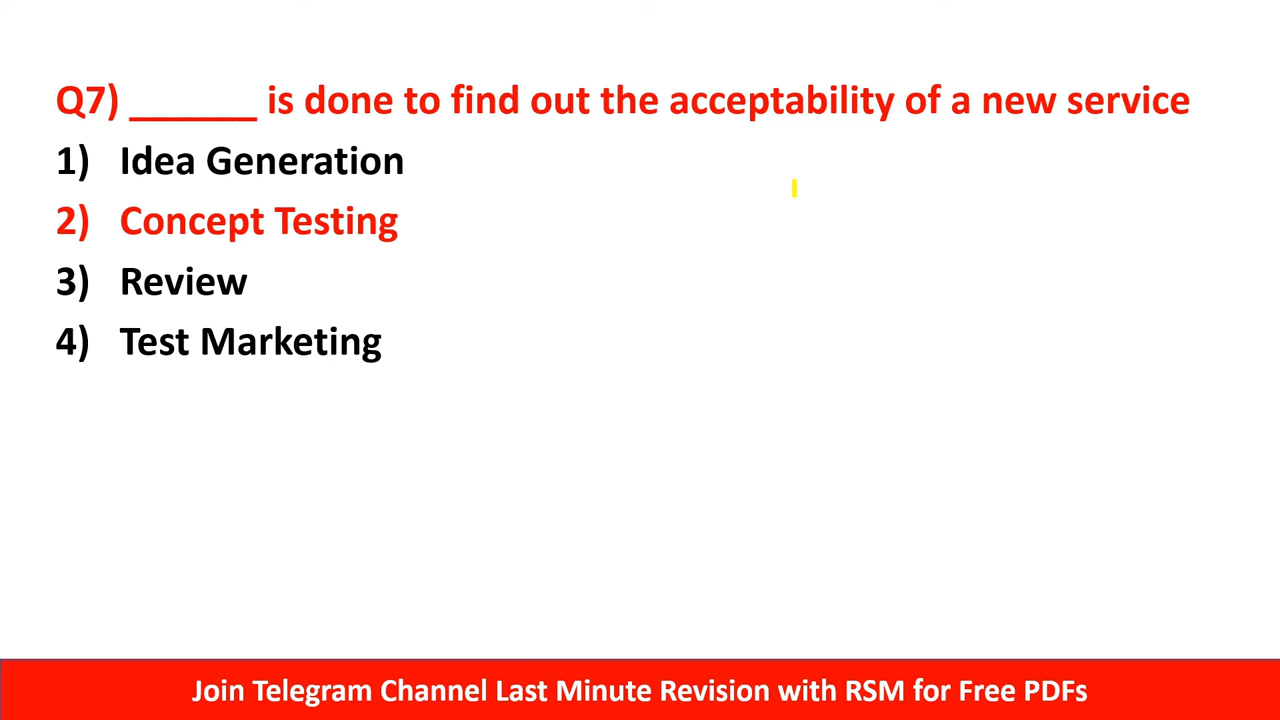 Q7) ______ is done to find out the acceptability of a new service
1) Idea Generation
2) Concept Testing
3) Review
4) Test Marketing
Join Telegram Channel Last Minute Revision with RSM for Free PDFs